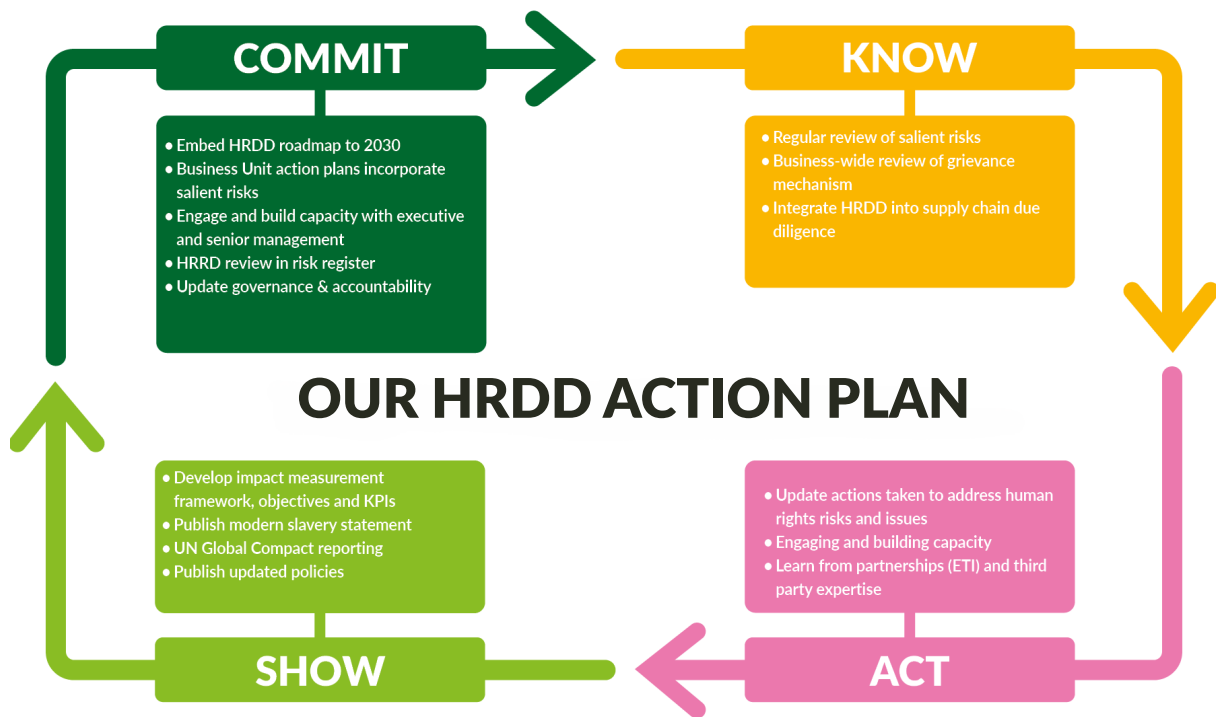 COMMIT
• Embed HRDD roadmap to 2030
• Business Unit action plans incorporate
salient risks
• Engage and build capacity with executive
and senior management
• HRRD review in risk register
• Update governance & accountability
KNOW
• Regular review of salient risks
• Business-wide review of grievance
mechanism
• Integrate HRDD into supply chain due
diligence
OUR HRDD ACTION PLAN
• Develop impact measurement
framework, objectives and KPIs
• Publish modern slavery statement
• UN Global Compact reporting
• Publish updated policies
SHOW
• Update actions taken to address human
rights risks and issues
• Engaging and building capacity
• Learn from partnerships (ETI) and third
party expertise
ACT